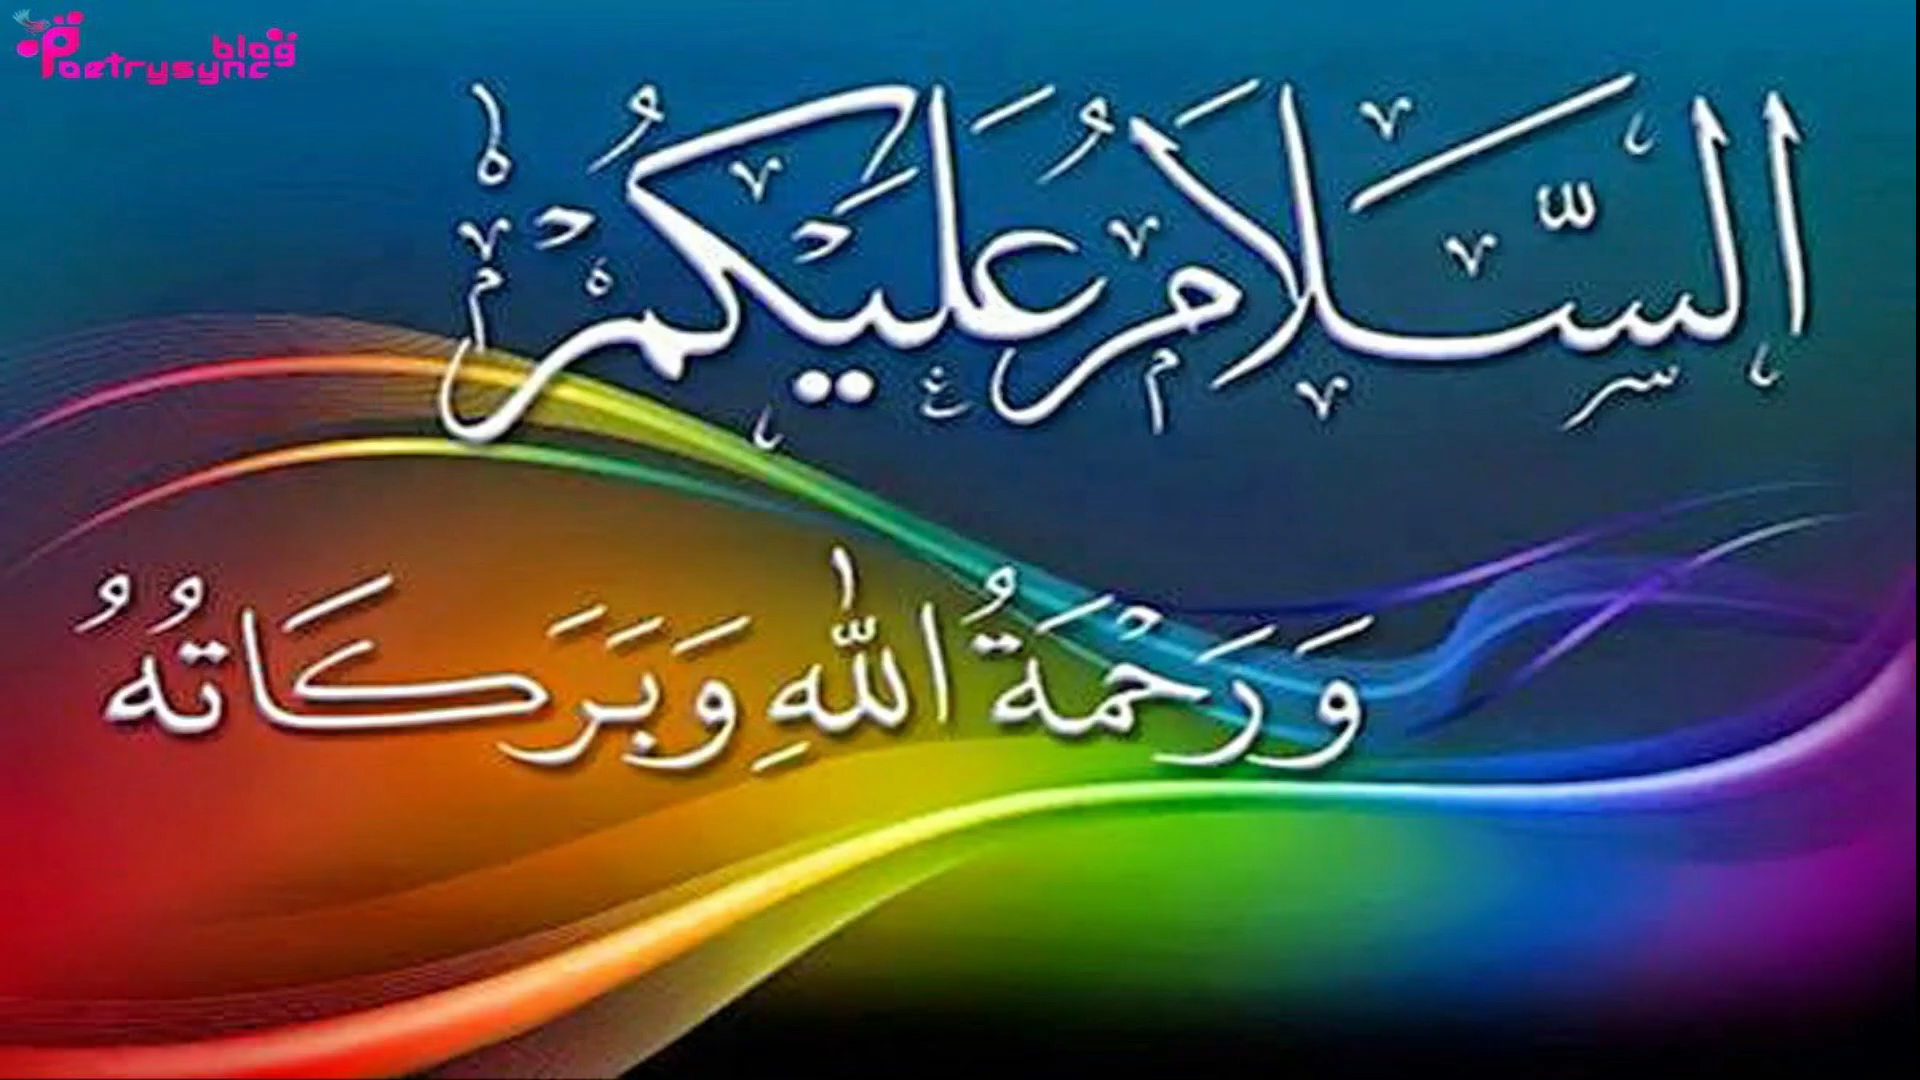 Poetrysync blog
السَّلَامُ عَلَيْكُمْ
وَرَحْمَةُ اللّٰهِ وَبَرَكَاتُهُ